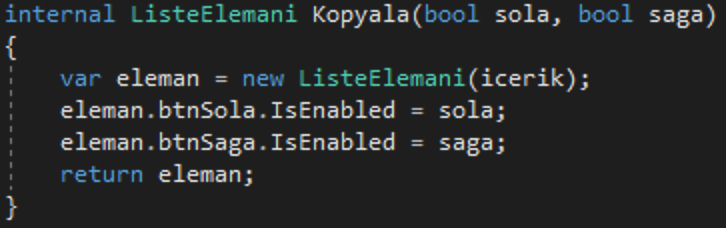 internal ListeElemani Kopyala(bool sola, bool saga)
{
    var eleman = new ListeElemani(icerik);
    eleman.btnSola.IsEnabled = sola;
    eleman.btnSaga.IsEnabled = saga;
    return eleman;
}